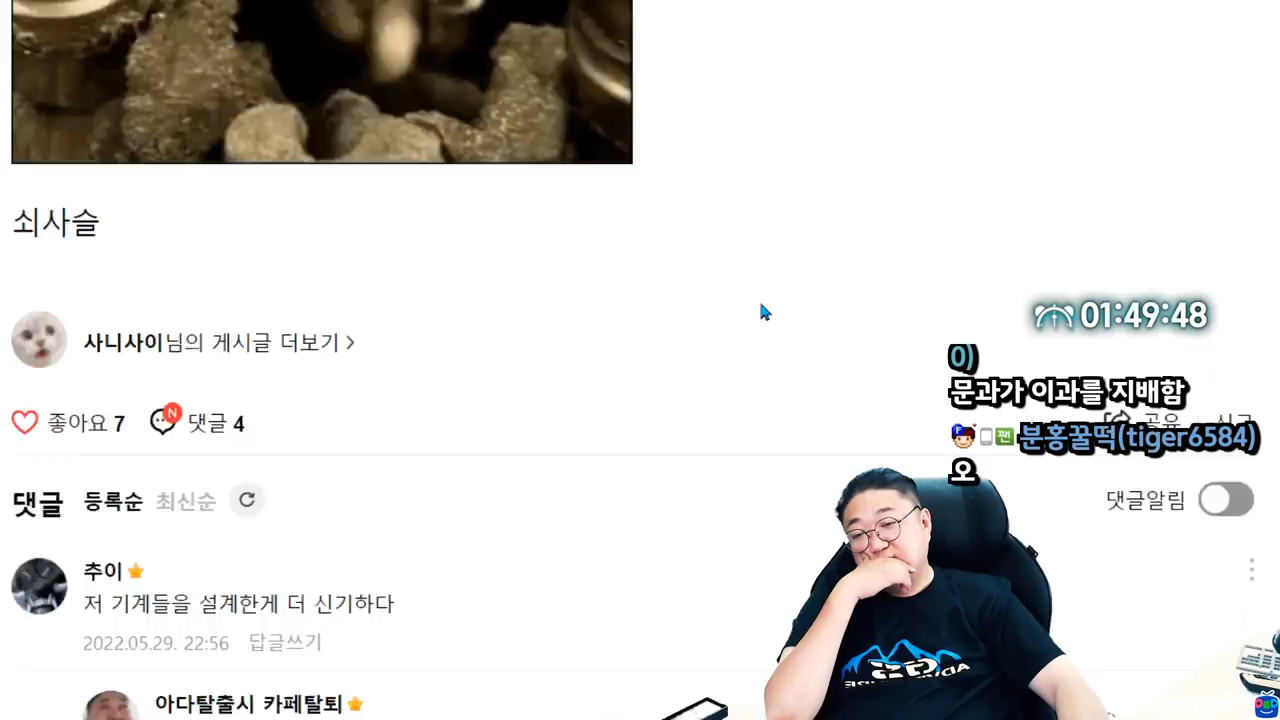 쇠사슬
사니사이님의 게시글 더보기 >
01:49:48
0)
문과가 이과를 지배함
좋아요 7 댓글 4
분홍꿀떡(tiger6584)
오
댓글 등록순 최신순
댓글알림
추이
저 기계들을 설계한게 더 신기하다
2022.05.29. 22:56 답글쓰기
아다탈출시 카페탈퇴